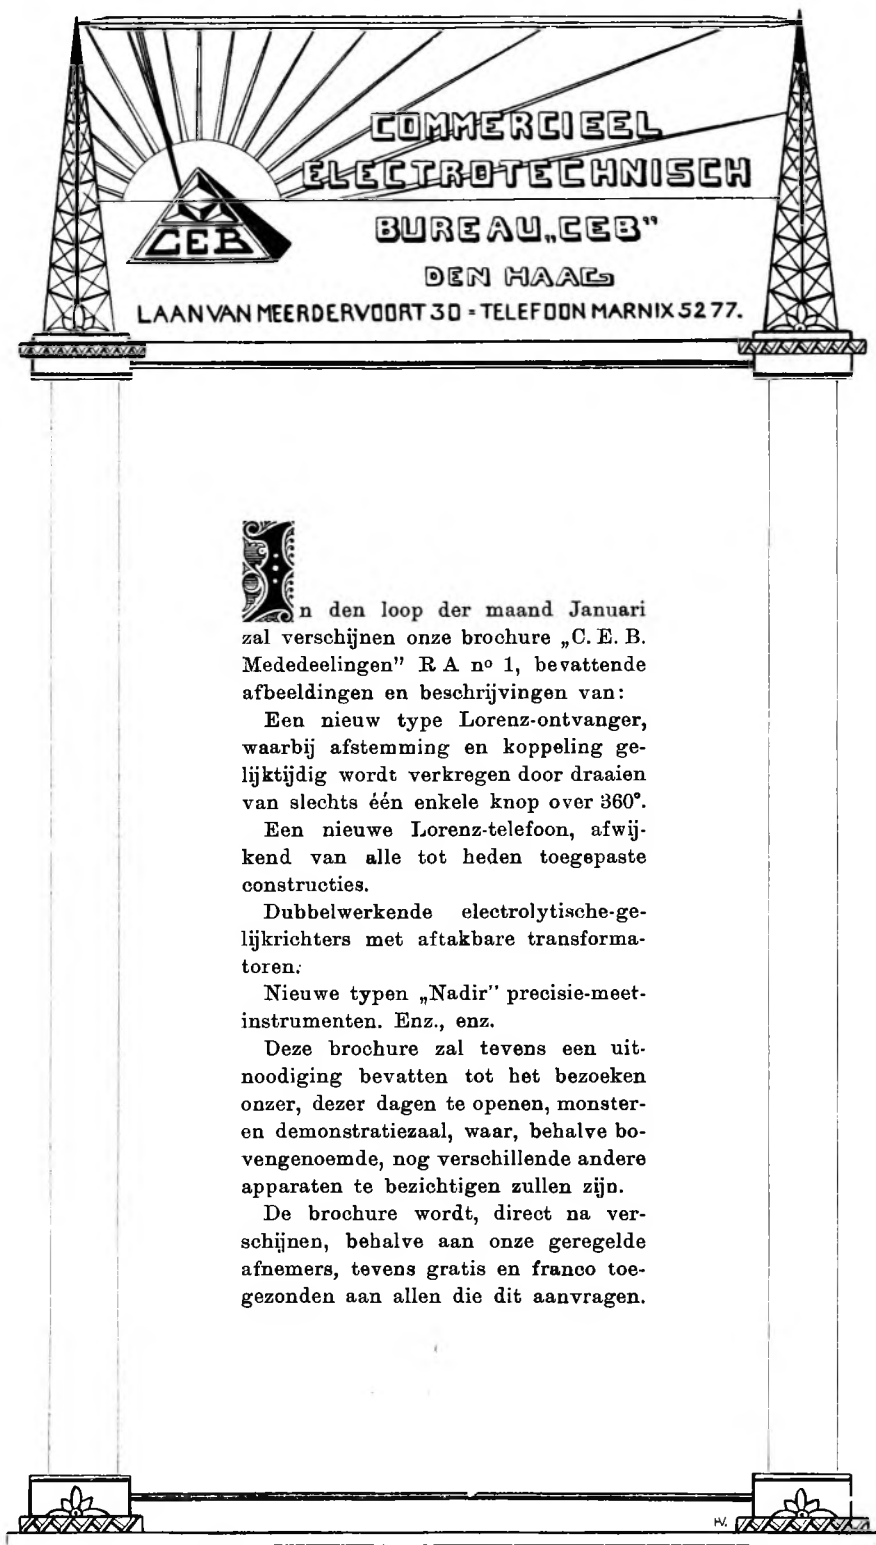 COMMERCIEEL
ELECTROTECHNISCH
CEB
BUREAU „CEB”
DEN HAAG
LAAN VAN MEERDERVOORT 30 = TELEFOON MARNIX 5277.
In den loop der maand Januari
zal verschijnen onze brochure „C. E. B.
Mededeelingen” R A nº 1, bevattende
afbeeldingen en beschrijvingen van:
Een nieuw type Lorenz-ontvanger,
waarbij afstemming en koppeling ge-
lijktijdig wordt verkregen door draaien
van slechts één enkele knop over 360°.
Een nieuwe Lorenz-telefoon, afwij-
kend van alle tot heden toegepaste
constructies.
Dubbelwerkende electrolytische-ge-
lijkrichters met aftakbare transforma-
toren.
Nieuwe typen „Nadir” precisie-meet-
instrumenten. Enz., enz.
Deze brochure zal tevens een uit-
noodiging bevatten tot het bezoeken
onzer, dezer dagen te openen, monster-
en demonstratiezaal, waar, behalve bo-
vengenoemde, nog verschillende andere
apparaten te bezichtigen zullen zijn.
De brochure wordt, direct na ver-
schijnen, behalve aan onze geregelde
afnemers, tevens gratis en franco toe-
gezonden aan allen die dit aanvragen.